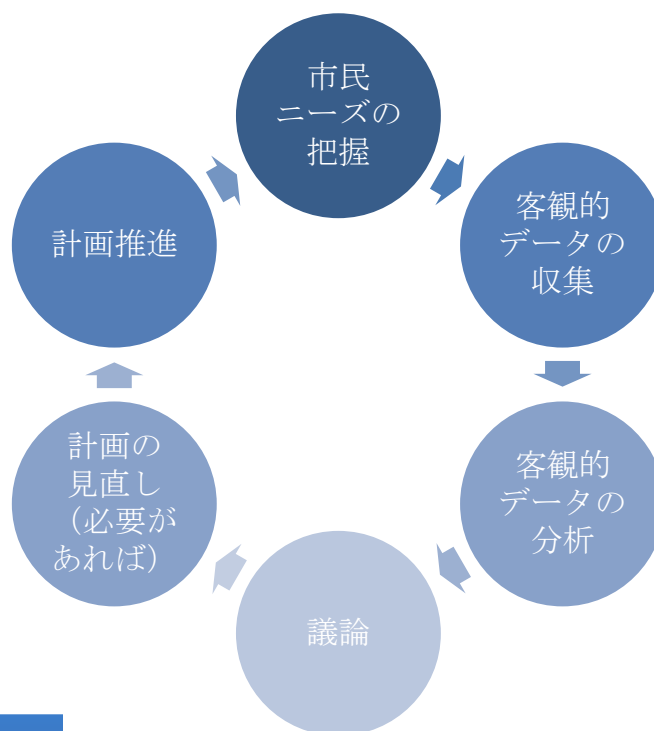 市民
ニーズの
把握
客観的
データの
収集
客観的
データの
分析
議論
計画の
見直し
（必要が
あれば）
計画推進